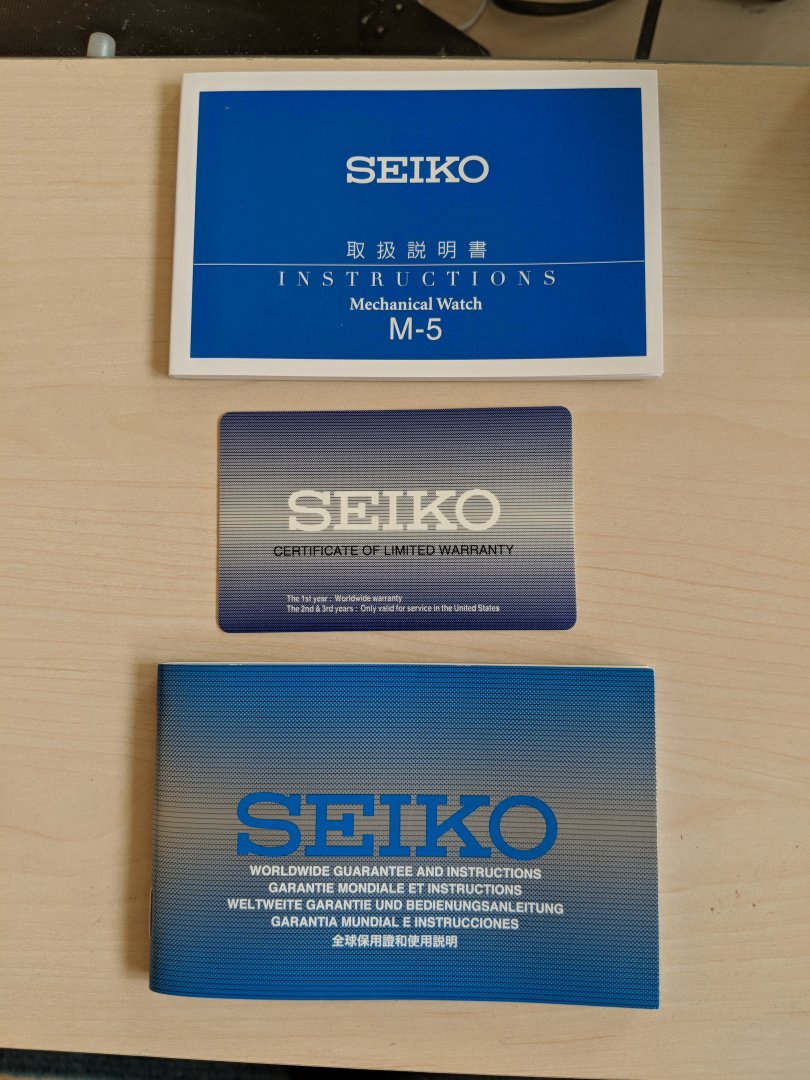 SEIKO
取扱説明書
INSTRUCTIONS
Mechanical Watch
M-5
SEIKO
CERTIFICATE OF LIMITED WARRANTY
The 1st year : Worldwide warranty
The 2nd & 3rd years : Only valid for service in the United States
SEIKO
WORLDWIDE GUARANTEE AND INSTRUCTIONS
GARANTIE MONDIALE ET INSTRUCTIONS
WELTWEITE GARANTIE UND BEDIENUNGSANLEITUNG
GARANTIA MUNDIAL E INSTRUCCIONES
全球保用證和使用説明